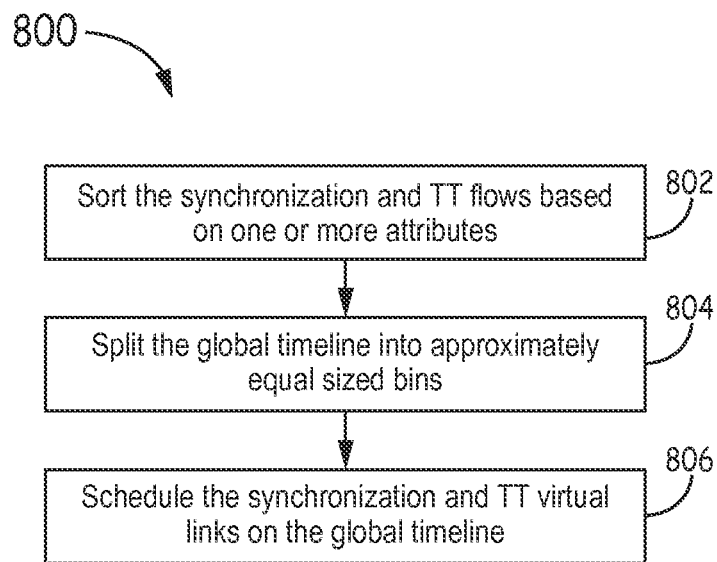 800
Sort the synchronization and TT flows based
on one or more attributes
802
Split the global timeline into approximately
equal sized bins
804
Schedule the synchronization and TT virtual
links on the global timeline
806